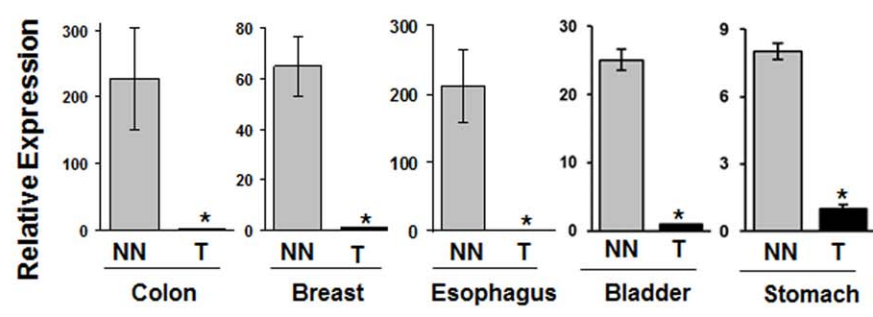 Relative Expression
300
200
100
0
*
NN T
Colon
80
60
40
20
0
*
NN T
Breast
300
200
100
0
*
NN T
Esophagus
30
20
10
0
*
NN T
Bladder
9
6
3
0
*
NN T
Stomach